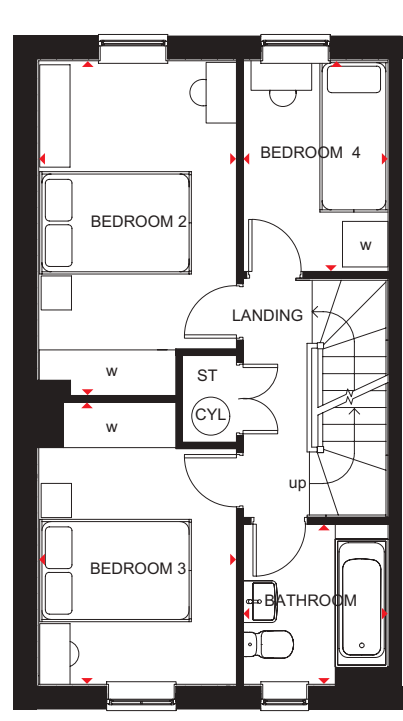 BEDROOM 4
BEDROOM 2
w
LANDING
w
ST
CYL
w
up
BEDROOM 3
BATHROOM